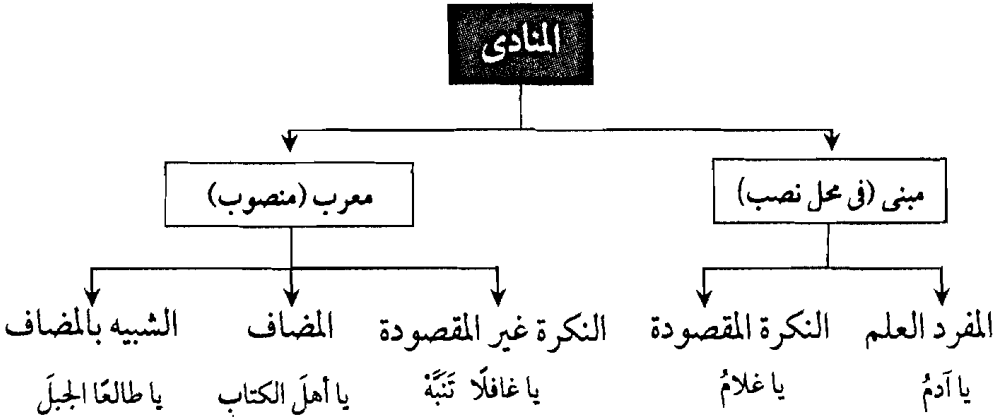 المنادى
مبنى (فى محل نصب)
معرب (منصوب)
المفرد العلم
النكرة المقصودة
النكرة غير المقصودة
المضاف
الشبيه بالمضاف
يا آدمُ
يا غلامُ
يا غافلًا تَنَبَّهْ
يا أهلَ الكتاب
يا طالعًا الجبلَ